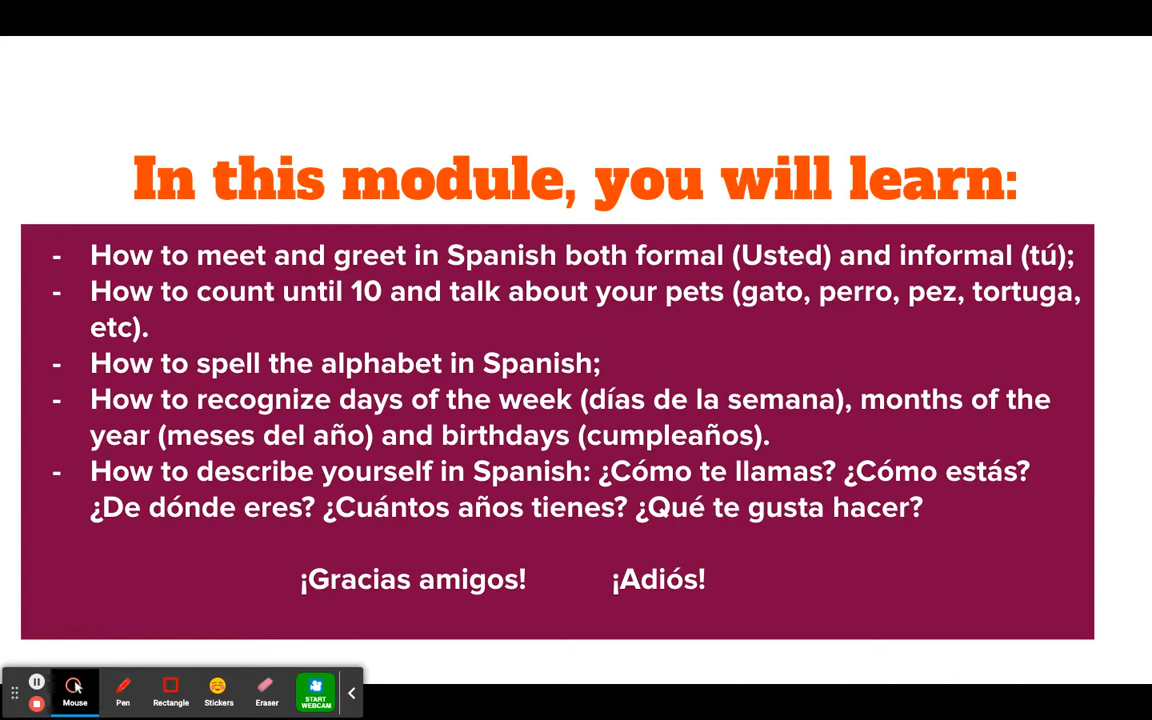 In this module, you will learn:
- How to meet and greet in Spanish both formal (Usted) and informal (tú);
- How to count until 10 and talk about your pets (gato, perro, pez, tortuga,
etc).
- How to spell the alphabet in Spanish;
- How to recognize days of the week (días de la semana), months of the
year (meses del año) and birthdays (cumpleaños).
- How to describe yourself in Spanish: ¿Cómo te llamas? ¿Cómo estás?
¿De dónde eres? ¿Cuántos años tienes? ¿Qué te gusta hacer?
¡Gracias amigos! ¡Adiós!
Mouse Pen Rectangle Stickers Eraser START
WEBCAM